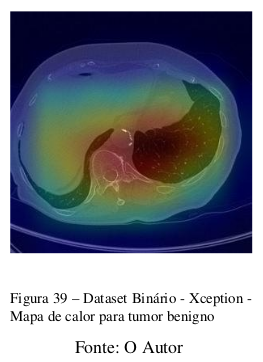 Figura 39 – Dataset Binário - Xception -
Mapa de calor para tumor benigno
Fonte: O Autor